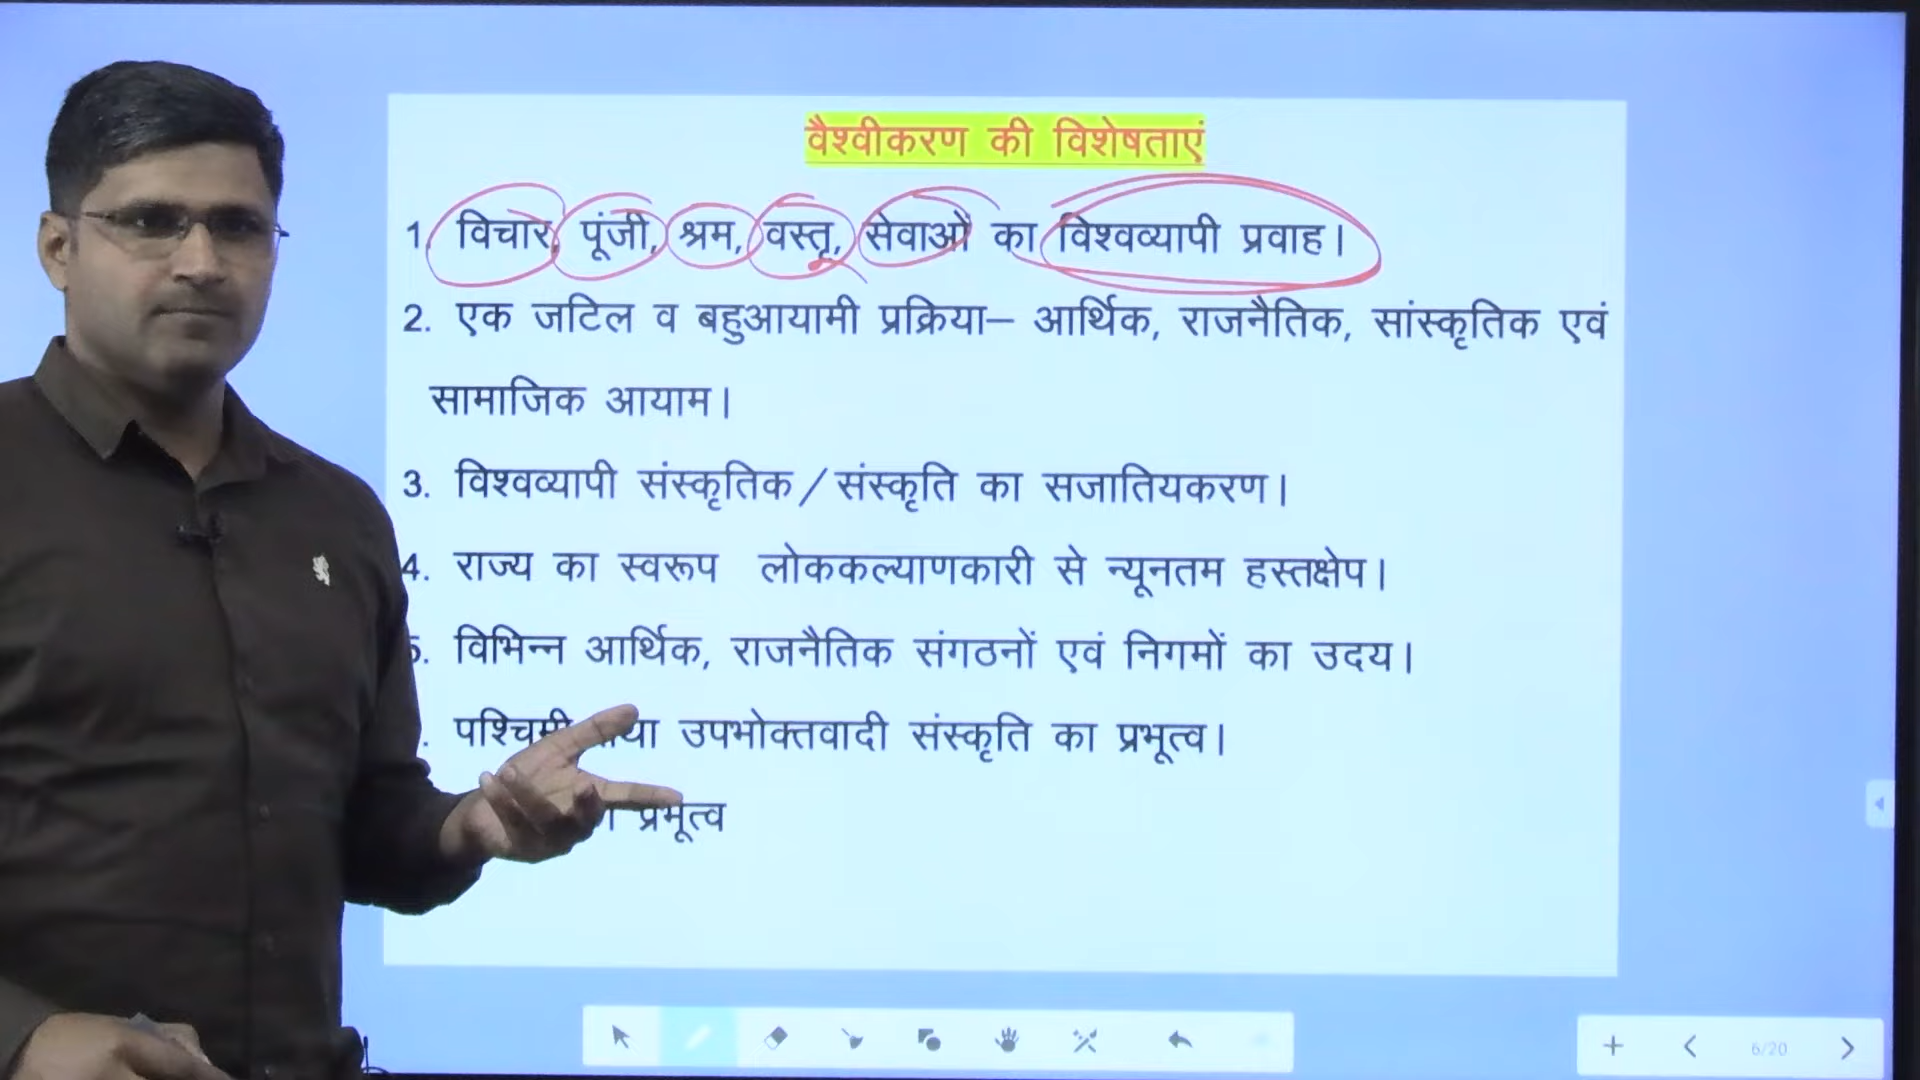 वैश्वीकरण की विशेषताएं
1. विचार, पूंजी, श्रम, वस्तु, सेवाओं का विश्वव्यापी प्रवाह।
2. एक जटिल व बहुआयामी प्रक्रिया– आर्थिक, राजनैतिक, सांस्कृतिक एवं
सामाजिक आयाम।
3. विश्वव्यापी संस्कृतिक/संस्कृति का सजातियकरण।
4. राज्य का स्वरूप लोककल्याणकारी से न्यूनतम हस्तक्षेप।
5. विभिन्न आर्थिक, राजनैतिक संगठनों एवं निगमों का उदय।
उपभोक्तवादी संस्कृति का प्रभूत्व।
प्रभूत्व
6/20